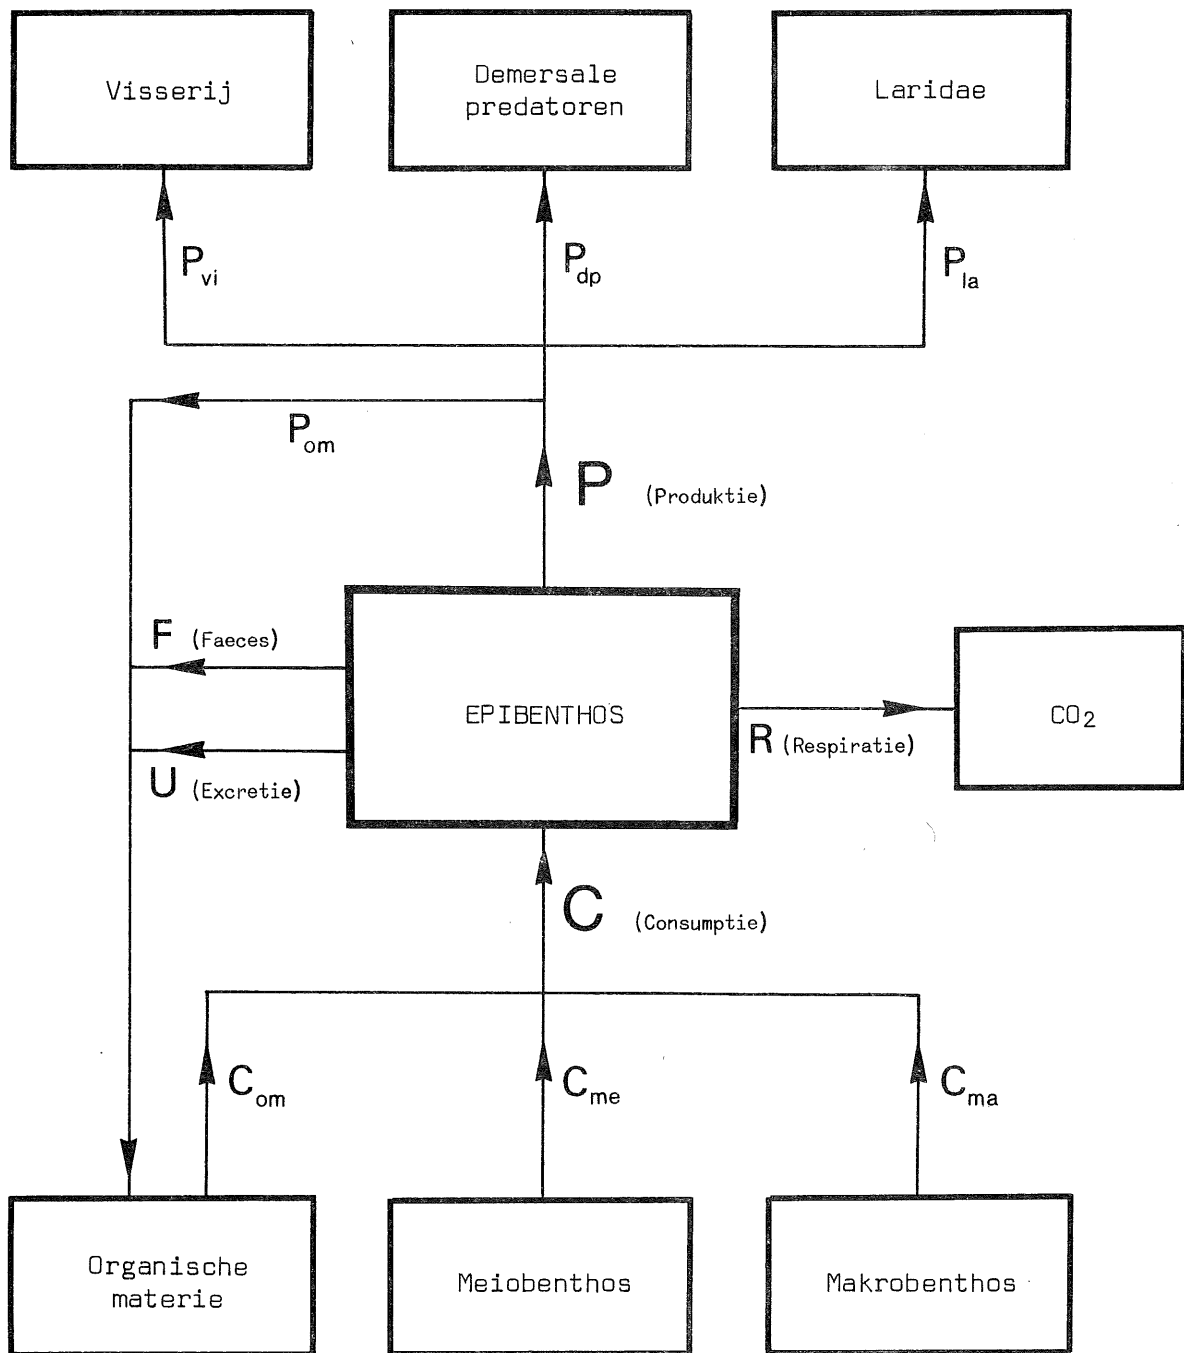 Visserij
Demersale
predatoren
Laridae
Pvi
Pdp
Pla
Pom
P (Produktie)
F (Faeces)
EPIBENTHOS
CO2
R (Respiratie)
U (Excretie)
C (Consumptie)
Com
Cme
Cma
Organische
materie
Meiobenthos
Makrobenthos